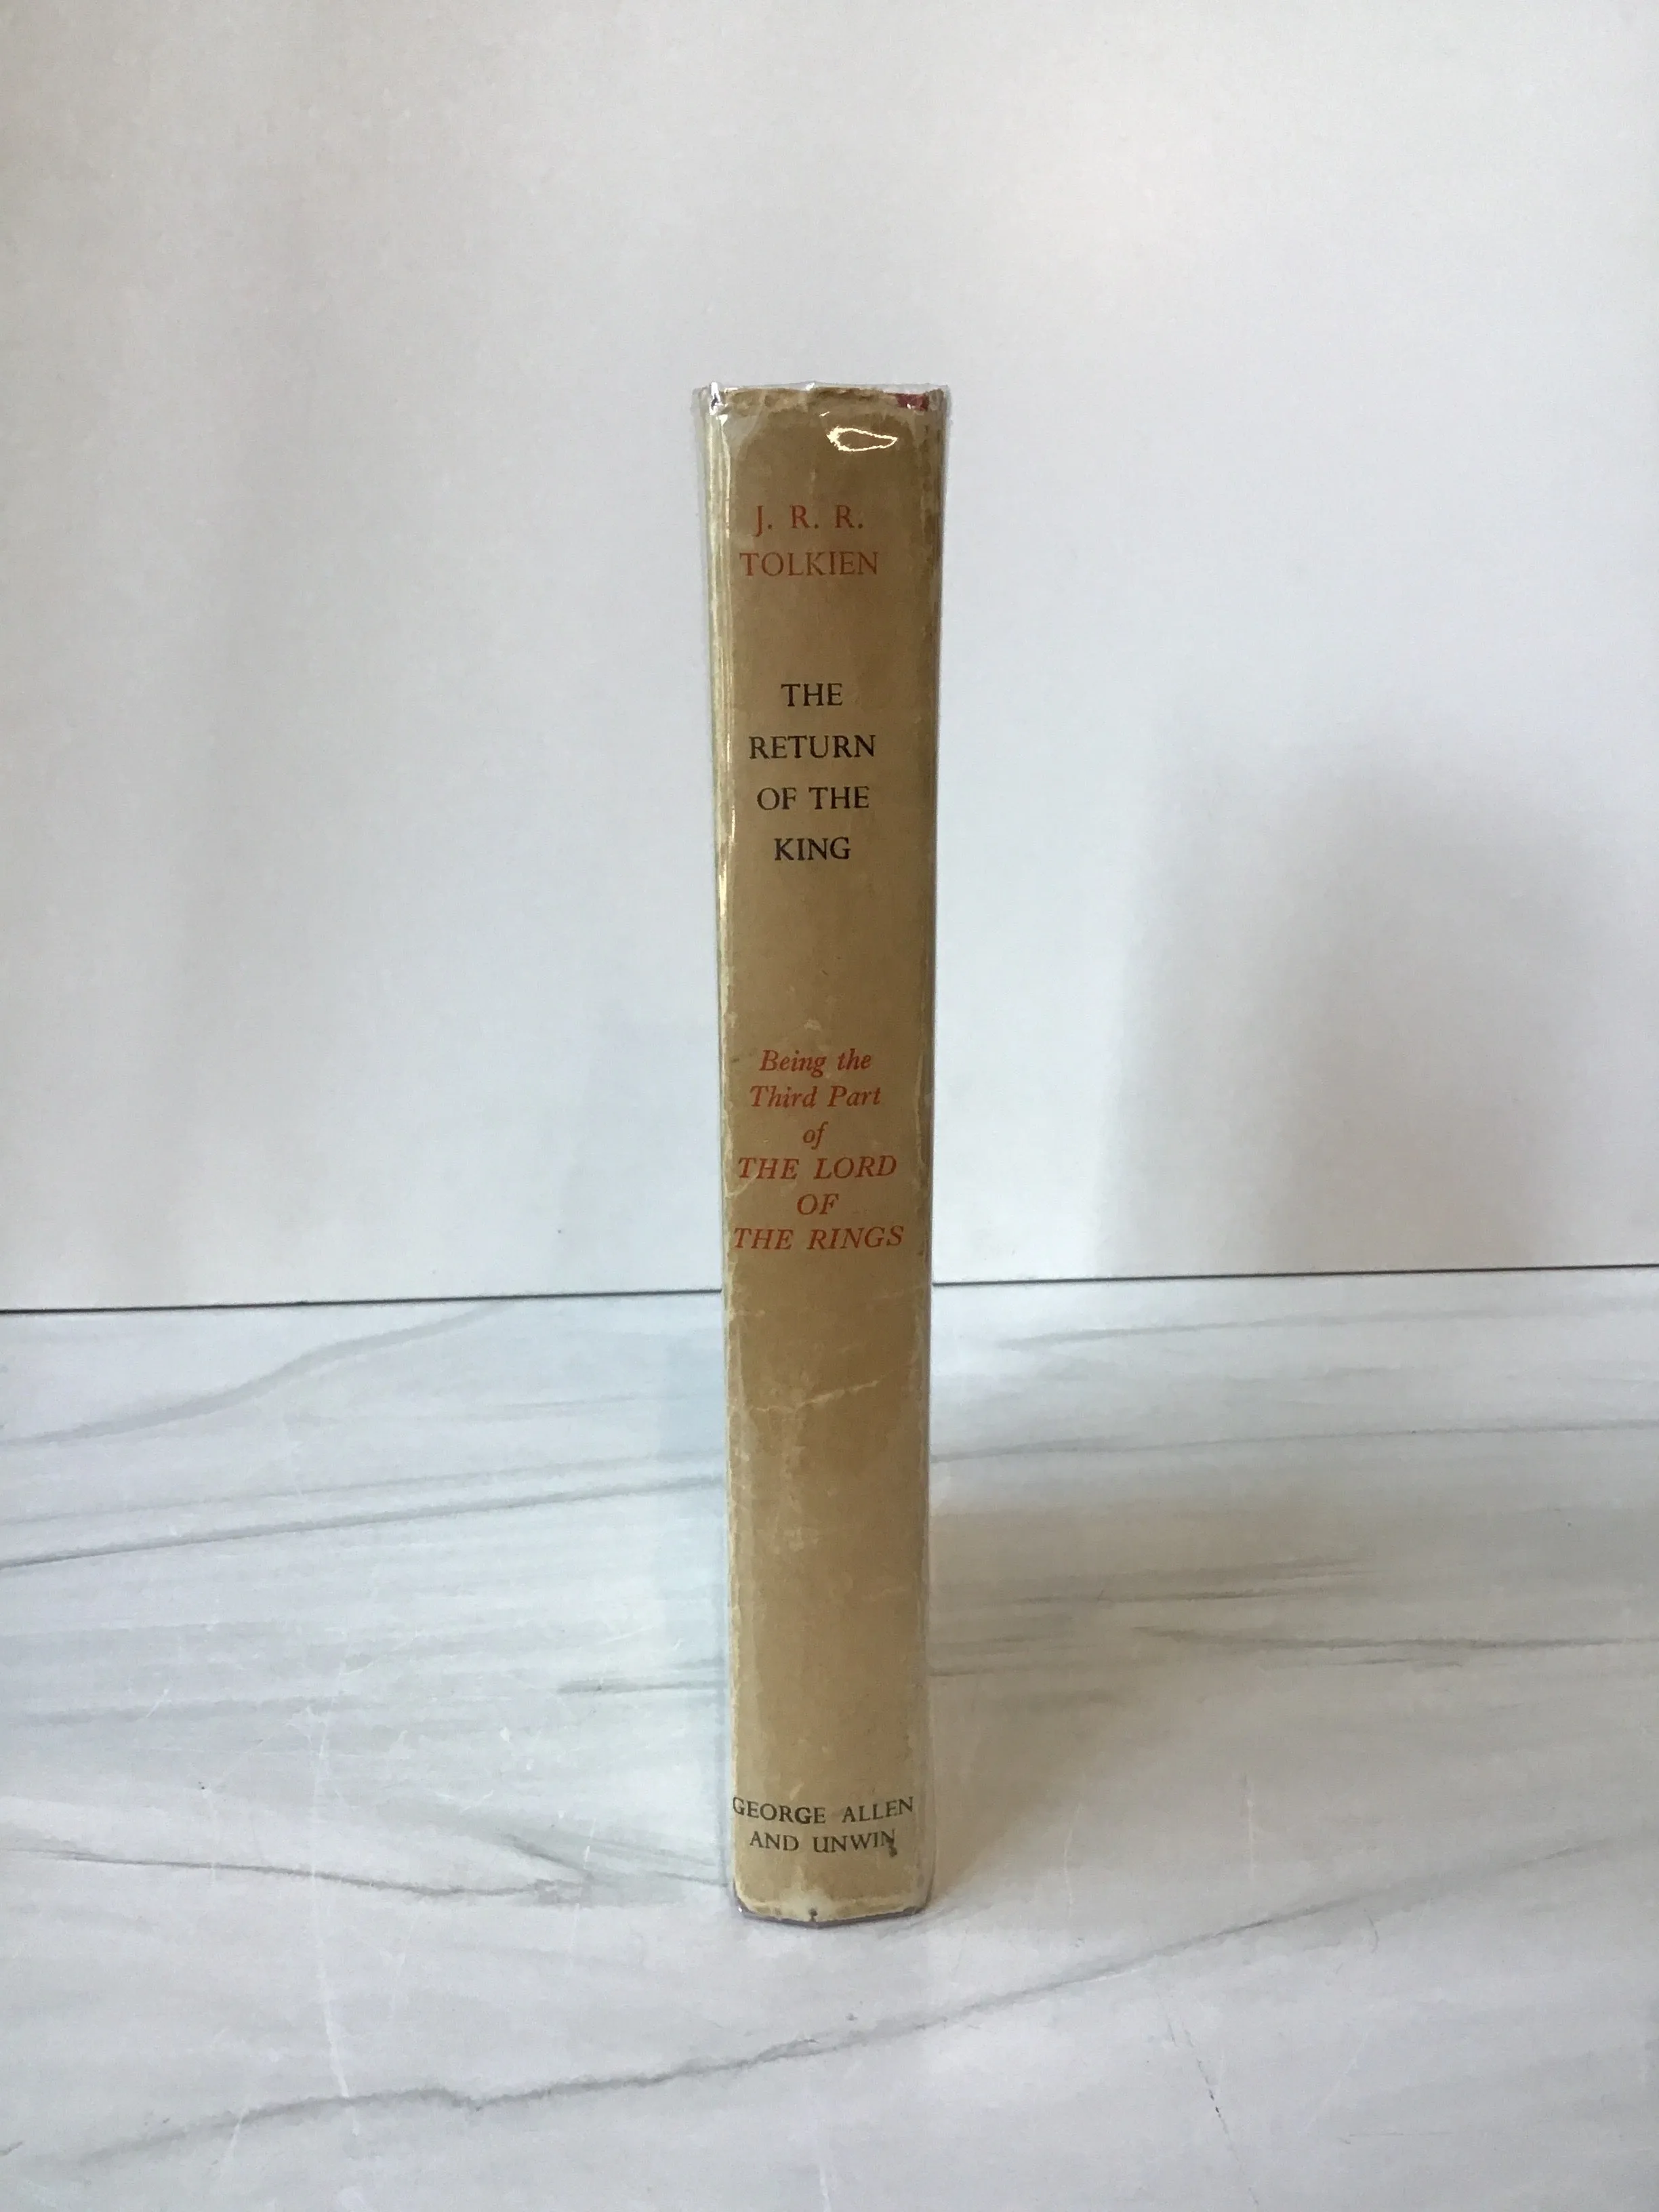 J. R. R.
TOLKIEN
THE
RETURN
OF THE
KING
Being the
Third Part
of
THE LORD
OF
THE RINGS
GEORGE ALLEN
AND UNWIN